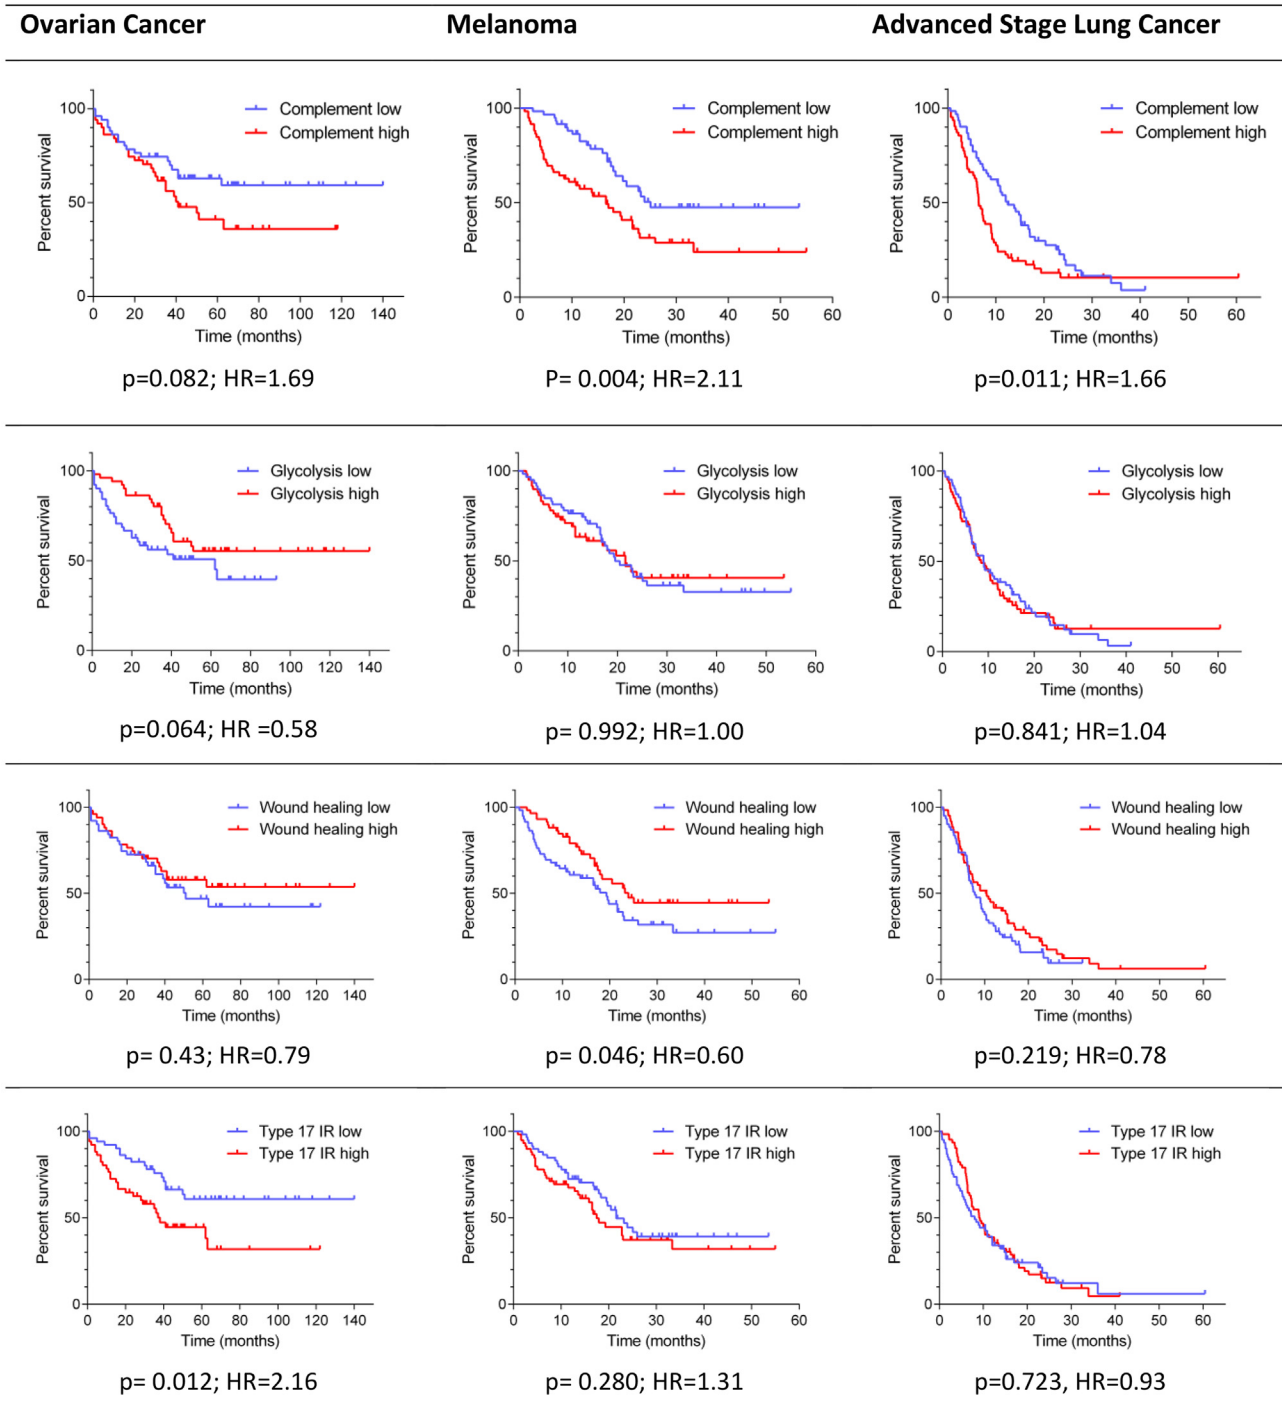 Ovarian Cancer Melanoma Advanced Stage Lung Cancer
Complement low
Complement high
Percent survival
100
50
0
0 20 40 60 80 100 120 140
Time (months)
p=0.082; HR=1.69
Complement low
Complement high
Percent survival
100
50
0
0 10 20 30 40 50 60
Time (months)
P= 0.004; HR=2.11
Complement low
Complement high
Percent survival
100
50
0
0 10 20 30 40 50 60
Time (months)
p=0.011; HR=1.66
Glycolysis low
Glycolysis high
Percent survival
100
50
0
0 20 40 60 80 100 120 140
Time (months)
p=0.064; HR =0.58
Glycolysis low
Glycolysis high
Percent survival
100
50
0
0 10 20 30 40 50 60
Time (months)
p= 0.992; HR=1.00
Glycolysis low
Glycolysis high
Percent survival
100
50
0
0 10 20 30 40 50 60
Time (months)
p=0.841; HR=1.04
Wound healing low
Wound healing high
Percent survival
100
50
0
0 20 40 60 80 100 120 140
Time (months)
p= 0.43; HR=0.79
Wound healing low
Wound healing high
Percent survival
100
50
0
0 10 20 30 40 50 60
Time (months)
p= 0.046; HR=0.60
Wound healing low
Wound healing high
Percent survival
100
50
0
0 10 20 30 40 50 60
Time (months)
p=0.219; HR=0.78
Type 17 IR low
Type 17 IR high
Percent survival
100
50
0
0 20 40 60 80 100 120 140
Time (months)
p= 0.012; HR=2.16
Type 17 IR low
Type 17 IR high
Percent survival
100
50
0
0 10 20 30 40 50 60
Time (months)
p= 0.280; HR=1.31
Type 17 IR low
Type 17 IR high
Percent survival
100
50
0
0 10 20 30 40 50 60
Time (months)
p=0.723, HR=0.93